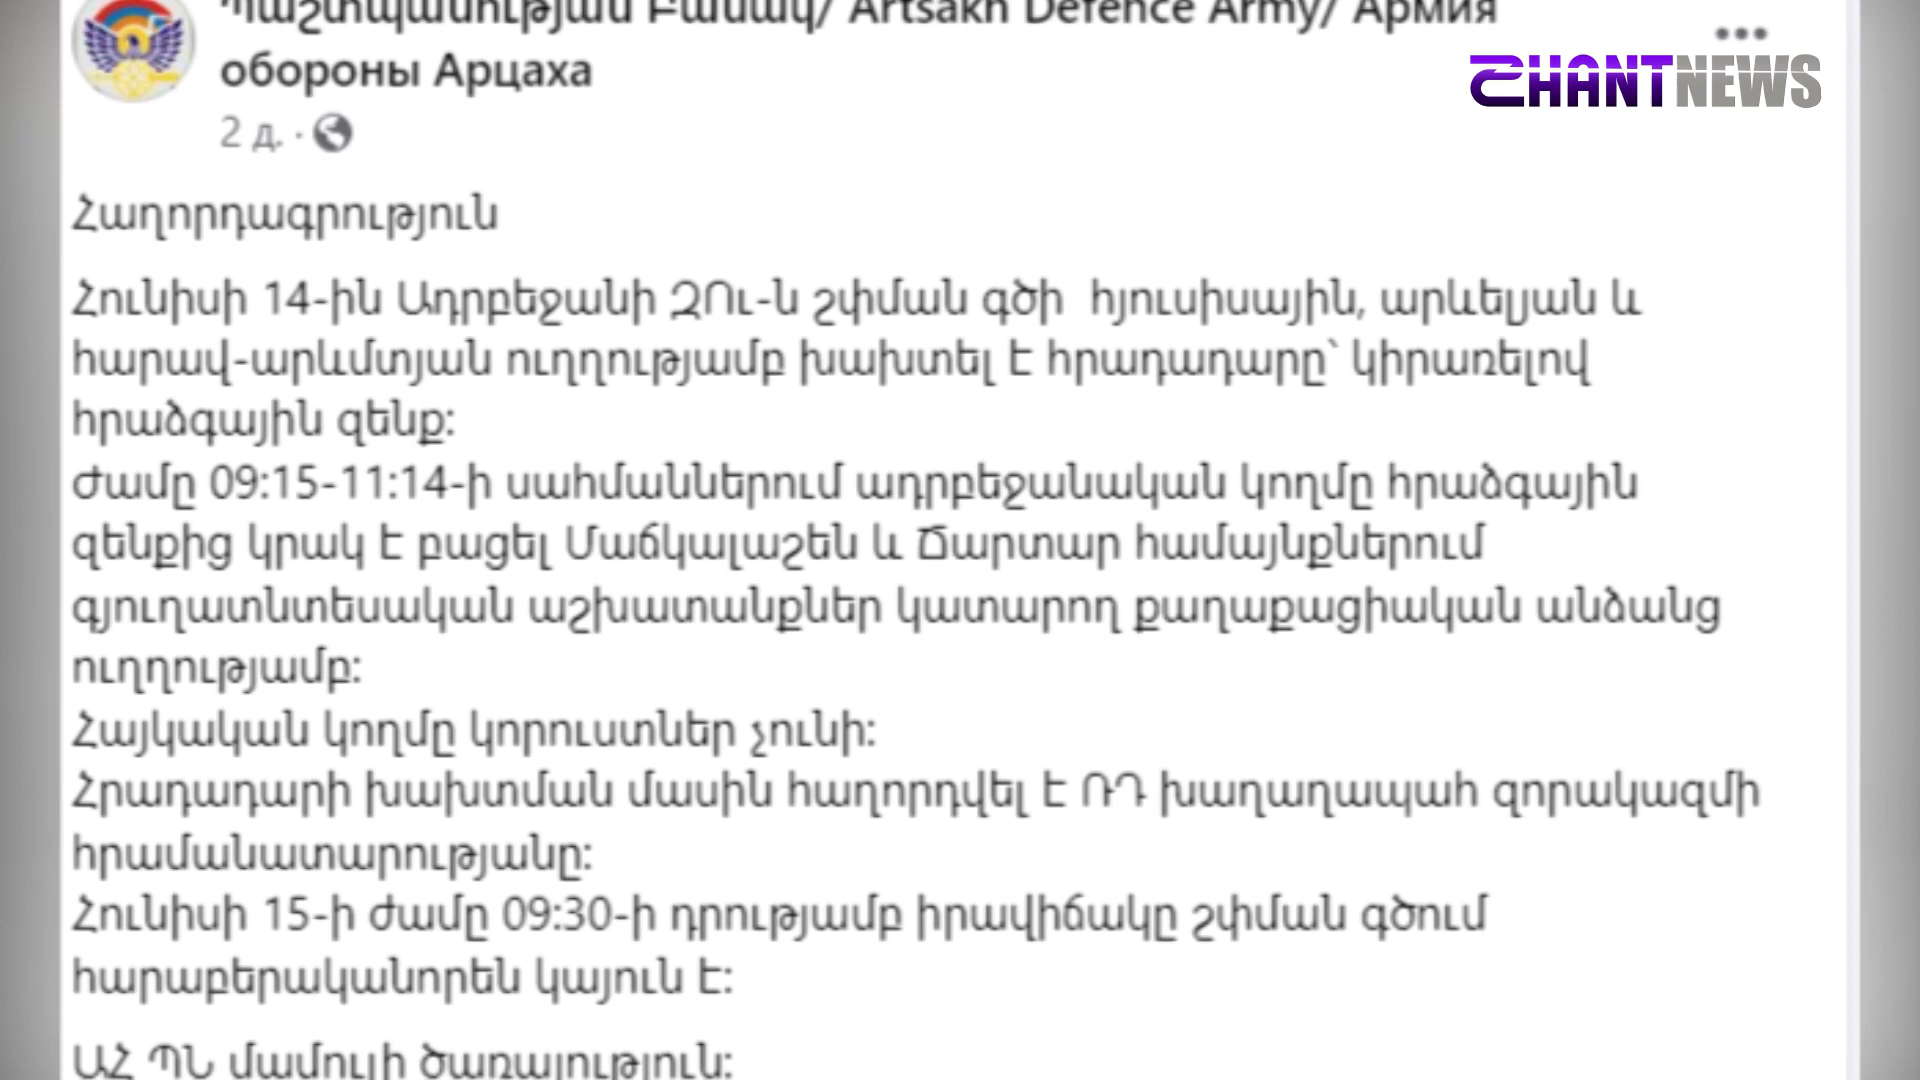 Պաշտպանության Բանակ/ Artsakh Defence Army/ Армия
обороны Арцаха
2 д. ·
SHANTNEWS
Հաղորդագրություն
Հունիսի 14-ին Ադրբեջանի ԶՈւ-ն շփման գծի հյուսիսային, արևելյան և
հարավ-արևմտյան ուղղությամբ խախտել է հրադադարը՝ կիրառելով
հրաձգային զենք:
Ժամը 09:15-11:14-ի սահմաններում ադրբեջանական կողմը հրաձգային
զենքից կրակ է բացել Մաճկալաշեն և Ճարտար համայնքներում
գյուղատնտեսական աշխատանքներ կատարող քաղաքացիական անձանց
ուղղությամբ:
Հայկական կողմը կորուստներ չունի:
Հրադադարի խախտման մասին հաղորդվել է ՌԴ խաղաղապահ զորակազմի
հրամանատարությանը:
Հունիսի 15-ի ժամը 09:30-ի դրությամբ իրավիճակը շփման գծում
հարաբերականորեն կայուն է:
ԱՀ ՊՆ մամուլի ծառայություն: